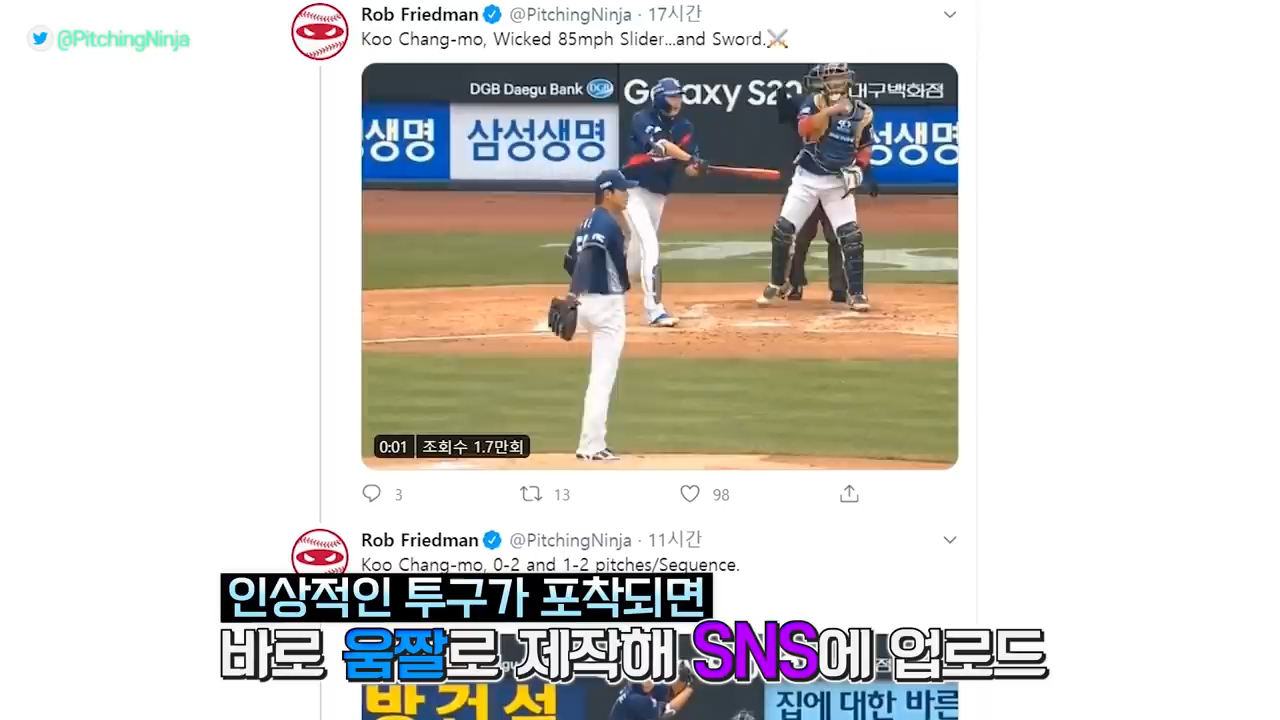 @PitchingNinja
Rob Friedman @PitchingNinja · 17시간
Koo Chang-mo, Wicked 85mph Slider...and Sword.⚔️
DGB Daegu Bank DGB
Galaxy S20
대구백화점
생명
삼성생명
생명
0:01 조회수 1.7만회
3 13 98
Rob Friedman @PitchingNinja · 11시간
Koo Chang-mo, 0-2 and 1-2 pitches/Sequence.
인상적인 투구가 포착되면
바로 움짤로 제작해 SNS에 업로드
집에 대한 바른